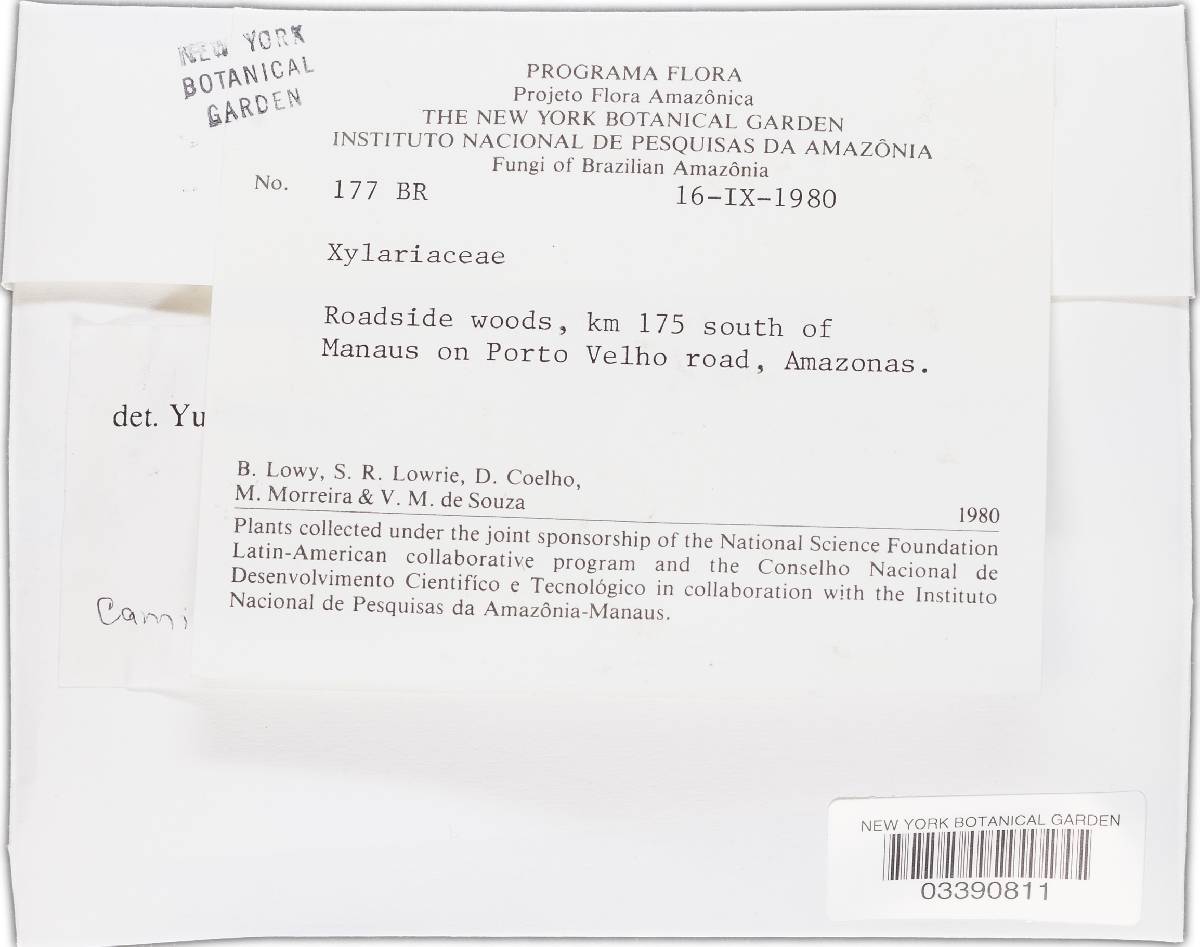 NEW YORK
BOTANICAL
GARDEN
PROGRAMA FLORA
Projeto Flora Amazônica
THE NEW YORK BOTANICAL GARDEN
INSTITUTO NACIONAL DE PESQUISAS DA AMAZÔNIA
Fungi of Brazilian Amazônia
No. 177 BR 16-IX-1980
Xylariaceae
Roadside woods, km 175 south of
Manaus on Porto Velho road, Amazonas.
det. Yu
B. Lowy, S. R. Lowrie, D. Coelho,
M. Morreira & V. M. de Souza
1980
Plants collected under the joint sponsorship of the National Science Foundation
Latin-American collaborative program and the Conselho Nacional de
Desenvolvimento Cientifíco e Tecnológico in collaboration with the Instituto
Nacional de Pesquisas da Amazônia-Manaus.
Cami
NEW YORK BOTANICAL GARDEN
03390811